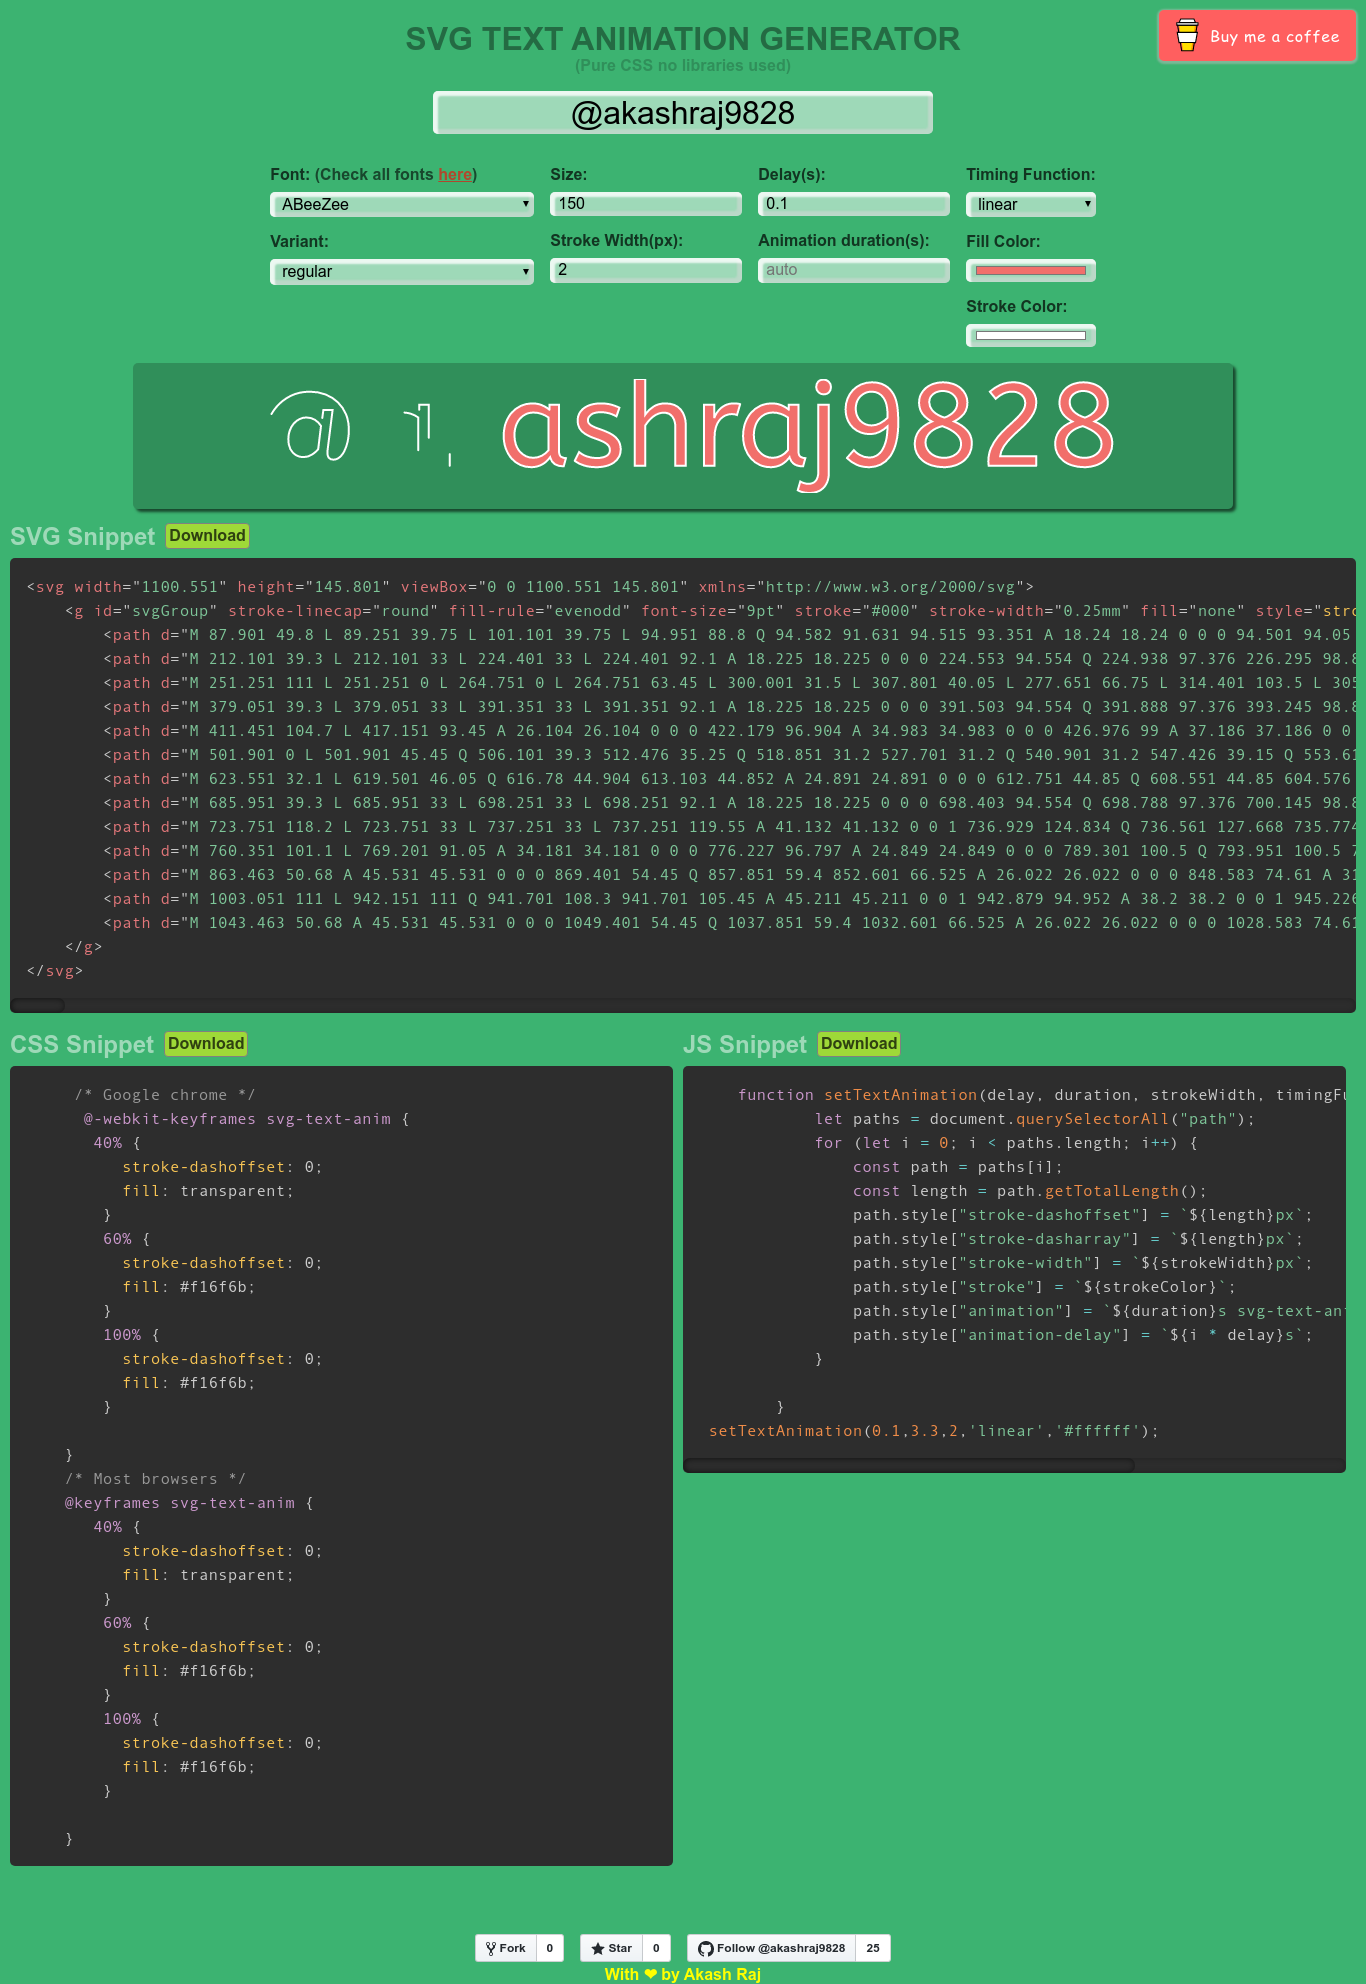 SVG TEXT ANIMATION GENERATOR
(Pure CSS no libraries used)
Buy me a coffee
@akashraj9828
Font: (Check all fonts here)
ABeeZee
Size:
150
Delay(s):
0.1
Timing Function:
linear
Variant:
regular
Stroke Width(px):
2
Animation duration(s):
auto
Fill Color:
Stroke Color:
@ ashraj9828
SVG Snippet Download
<svg width="1100.551" height="145.801" viewBox="0 0 1100.551 145.801" xmlns="http://www.w3.org/2000/svg">
<g id="svgGroup" stroke-linecap="round" fill-rule="evenodd" font-size="9pt" stroke="#000" stroke-width="0.25mm" fill="none" style="stro
<path d="M 87.901 49.8 L 89.251 39.75 L 101.101 39.75 L 94.951 88.8 Q 94.582 91.631 94.515 93.351 A 18.24 18.24 0 0 0 94.501 94.05
<path d="M 212.101 39.3 L 212.101 33 L 224.401 33 L 224.401 92.1 A 18.225 18.225 0 0 0 224.553 94.554 Q 224.938 97.376 226.295 98.8
<path d="M 251.251 111 L 251.251 0 L 264.751 0 L 264.751 63.45 L 300.001 31.5 L 307.801 40.05 L 277.651 66.75 L 314.401 103.5 L 305
<path d="M 379.051 39.3 L 379.051 33 L 391.351 33 L 391.351 92.1 A 18.225 18.225 0 0 0 391.503 94.554 Q 391.888 97.376 393.245 98.8
<path d="M 411.451 104.7 L 417.151 93.45 A 26.104 26.104 0 0 0 422.179 96.904 A 34.983 34.983 0 0 0 426.976 99 A 37.186 37.186 0 0
<path d="M 501.901 0 L 501.901 45.45 Q 506.101 39.3 512.476 35.25 Q 518.851 31.2 527.701 31.2 Q 540.901 31.2 547.426 39.15 Q 553.61
<path d="M 623.551 32.1 L 619.501 46.05 Q 616.78 44.904 613.103 44.852 A 24.891 24.891 0 0 0 612.751 44.85 Q 608.551 44.85 604.576
<path d="M 685.951 39.3 L 685.951 33 L 698.251 33 L 698.251 92.1 A 18.225 18.225 0 0 0 698.403 94.554 Q 698.788 97.376 700.145 98.8
<path d="M 723.751 118.2 L 723.751 33 L 737.251 33 L 737.251 119.55 A 41.132 41.132 0 0 1 736.929 124.834 Q 736.561 127.668 735.774
<path d="M 760.351 101.1 L 769.201 91.05 A 34.181 34.181 0 0 0 776.227 96.797 A 24.849 24.849 0 0 0 789.301 100.5 Q 793.951 100.5 7
<path d="M 863.463 50.68 A 45.531 45.531 0 0 0 869.401 54.45 Q 857.851 59.4 852.601 66.525 A 26.022 26.022 0 0 0 848.583 74.61 A 31
<path d="M 1003.051 111 L 942.151 111 Q 941.701 108.3 941.701 105.45 A 45.211 45.211 0 0 1 942.879 94.952 A 38.2 38.2 0 0 1 945.226
<path d="M 1043.463 50.68 A 45.531 45.531 0 0 0 1049.401 54.45 Q 1037.851 59.4 1032.601 66.525 A 26.022 26.022 0 0 0 1028.583 74.61
</g>
</svg>
CSS Snippet Download
/* Google chrome */
@-webkit-keyframes svg-text-anim {
40% {
stroke-dashoffset: 0;
fill: transparent;
}
60% {
stroke-dashoffset: 0;
fill: #f16f6b;
}
100% {
stroke-dashoffset: 0;
fill: #f16f6b;
}
}
/* Most browsers */
@keyframes svg-text-anim {
40% {
stroke-dashoffset: 0;
fill: transparent;
}
60% {
stroke-dashoffset: 0;
fill: #f16f6b;
}
100% {
stroke-dashoffset: 0;
fill: #f16f6b;
}
}
JS Snippet Download
function setTextAnimation(delay, duration, strokeWidth, timingFu
let paths = document.querySelectorAll("path");
for (let i = 0; i < paths.length; i++) {
const path = paths[i];
const length = path.getTotalLength();
path.style["stroke-dashoffset"] = `${length}px`;
path.style["stroke-dasharray"] = `${length}px`;
path.style["stroke-width"] = `${strokeWidth}px`;
path.style["stroke"] = `${strokeColor}`;
path.style["animation"] = `${duration}s svg-text-ani
path.style["animation-delay"] = `${i * delay}s`;
}
}
setTextAnimation(0.1,3.3,2,'linear','#ffffff');
Fork 0
Star 0
Follow @akashraj9828 25
With ❤ by Akash Raj